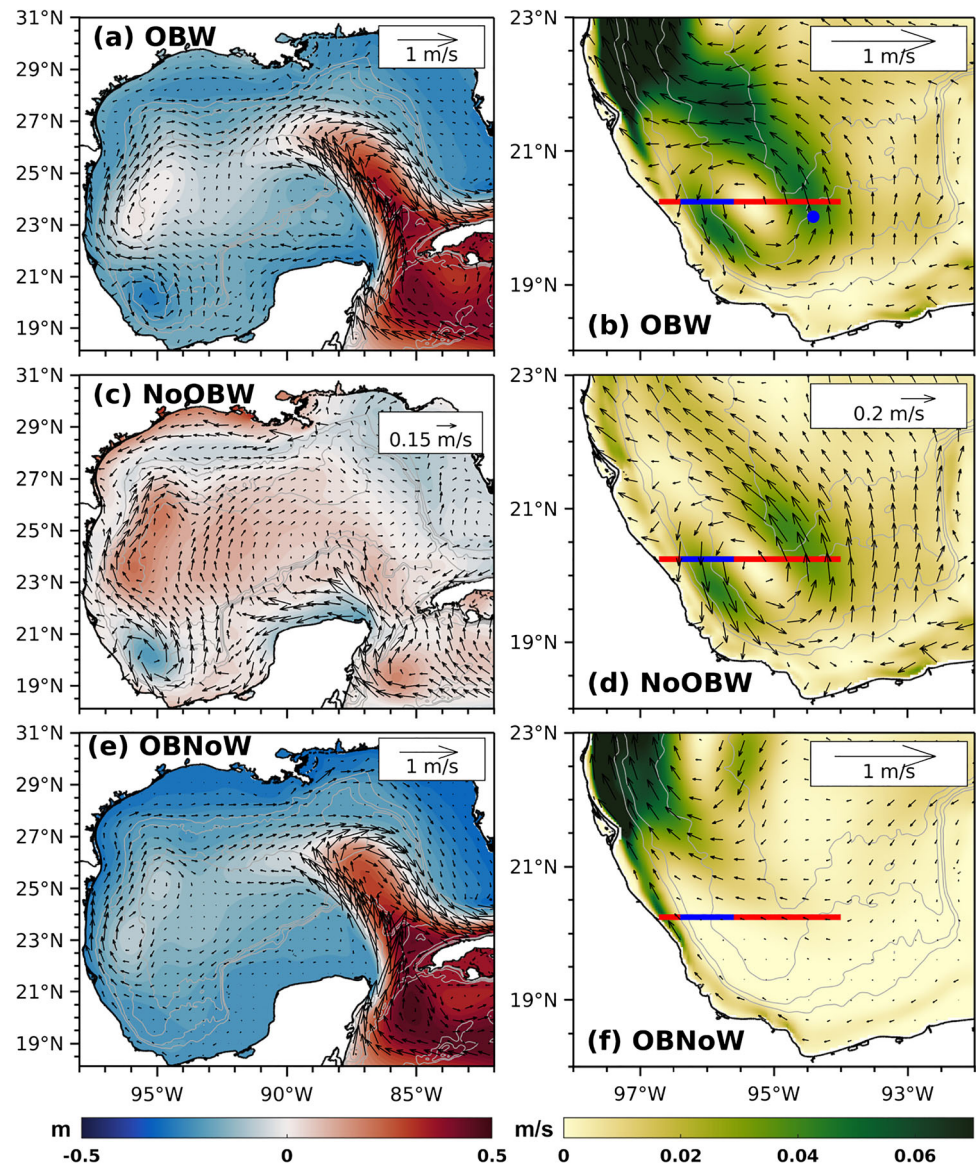 31°N
(a) OBW
1 m/s
29°N
27°N
25°N
23°N
21°N
19°N
23°N
1 m/s
21°N
19°N
(b) OBW
31°N
(c) NoOBW
0.15 m/s
29°N
27°N
25°N
23°N
21°N
19°N
23°N
0.2 m/s
21°N
19°N
(d) NoOBW
31°N
(e) OBNoW
1 m/s
29°N
27°N
25°N
23°N
21°N
19°N
95°W 90°W 85°W
23°N
1 m/s
21°N
19°N
(f) OBNoW
97°W 95°W 93°W
m
-0.5 0 0.5
m/s
0 0.02 0.04 0.06